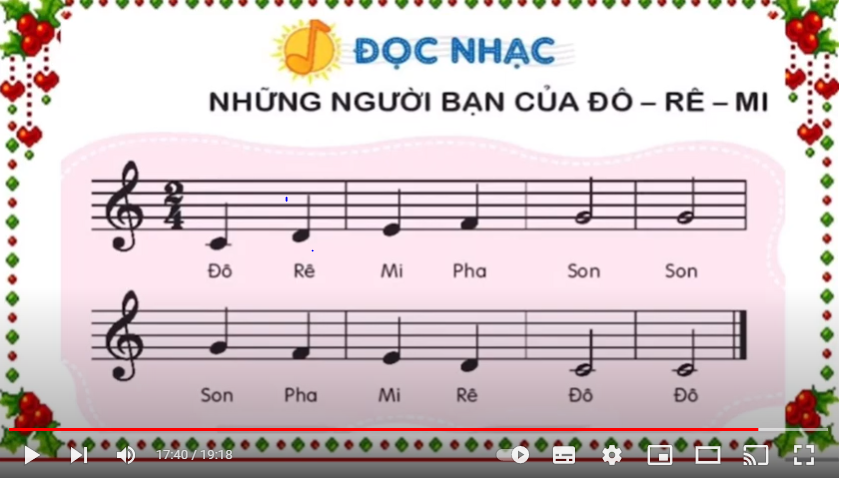 ĐỌC NHẠC
NHỮNG NGƯỜI BẠN CỦA ĐÔ – RÊ – MI
2
4
Đô Rê Mi Pha Son Son
Son Pha Mi Rê Đô Đô
17:40 / 19:18